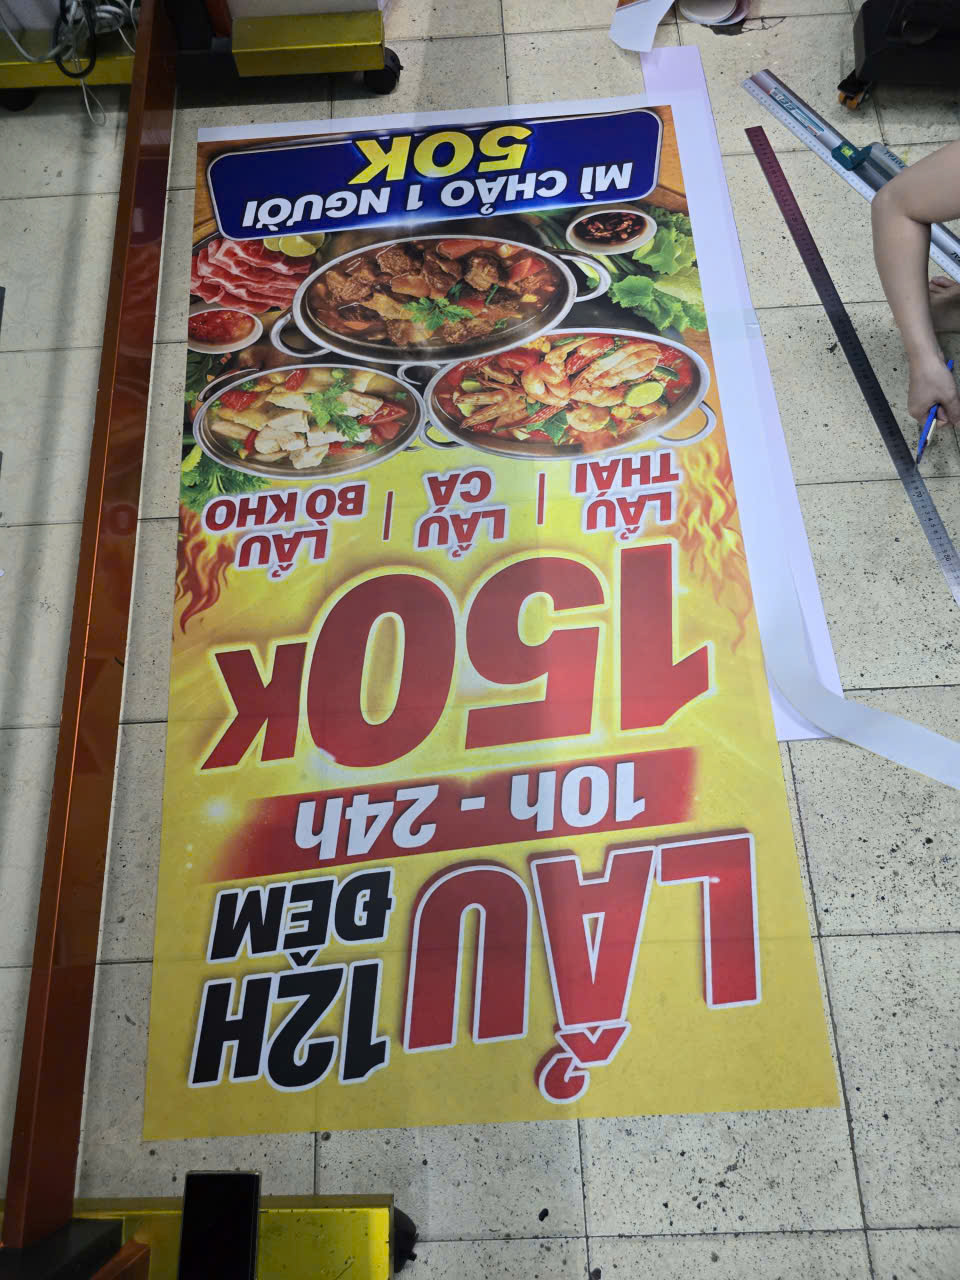 LẨU 12H ĐÊM
10h - 24h
150K
LẨU THÁI | LẨU CÁ | LẨU BÒ KHO
MÌ CHẢO 1 NGƯỜI
50K